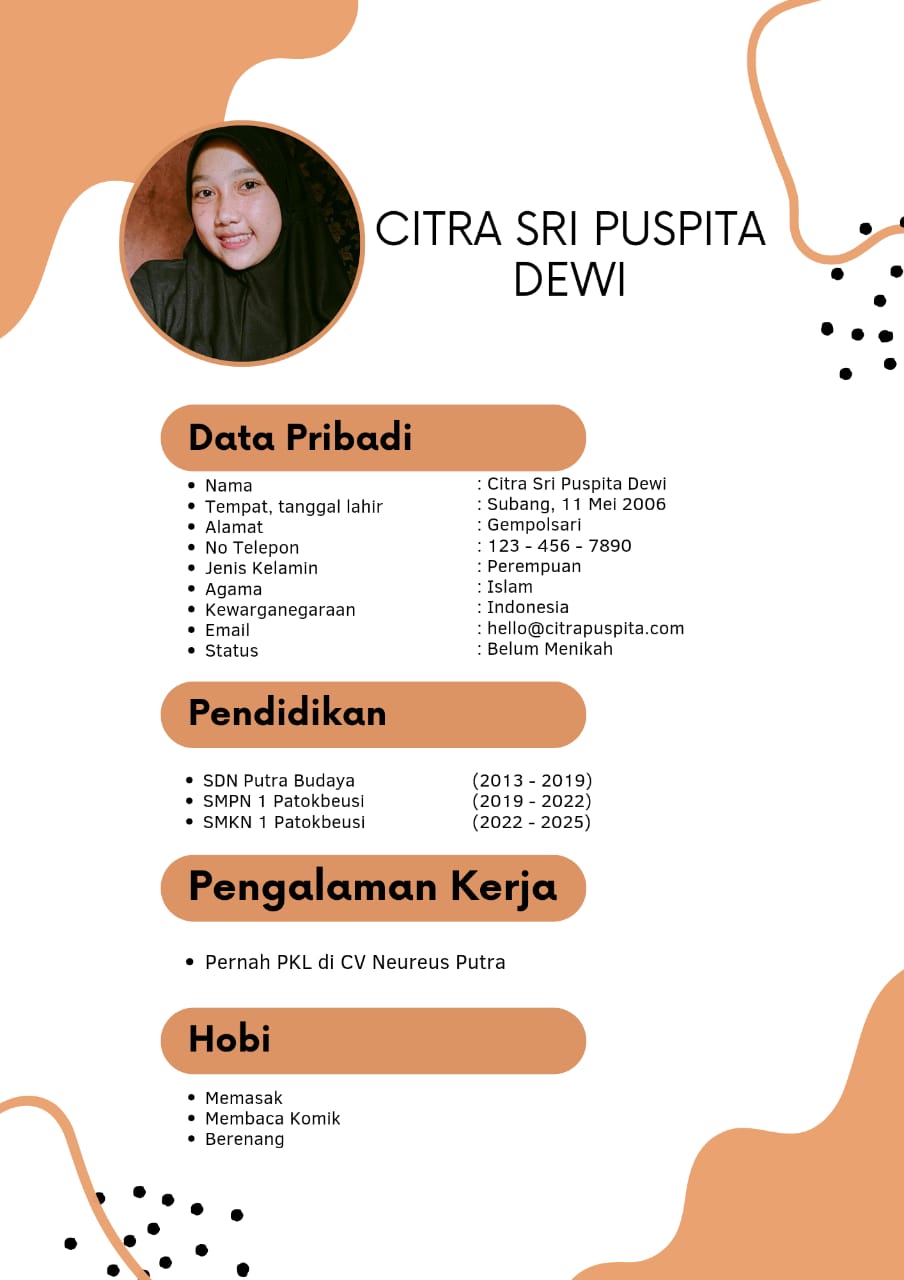 CITRA SRI PUSPITA
DEWI
Data Pribadi
• Nama : Citra Sri Puspita Dewi
• Tempat, tanggal lahir : Subang, 11 Mei 2006
• Alamat : Gempolsari
• No Telepon : 123 - 456 - 7890
• Jenis Kelamin : Perempuan
• Agama : Islam
• Kewarganegaraan : Indonesia
• Email : hello@citrapuspita.com
• Status : Belum Menikah
Pendidikan
• SDN Putra Budaya (2013 - 2019)
• SMPN 1 Patokbeusi (2019 - 2022)
• SMKN 1 Patokbeusi (2022 - 2025)
Pengalaman Kerja
• Pernah PKL di CV Neureus Putra
Hobi
• Memasak
• Membaca Komik
• Berenang